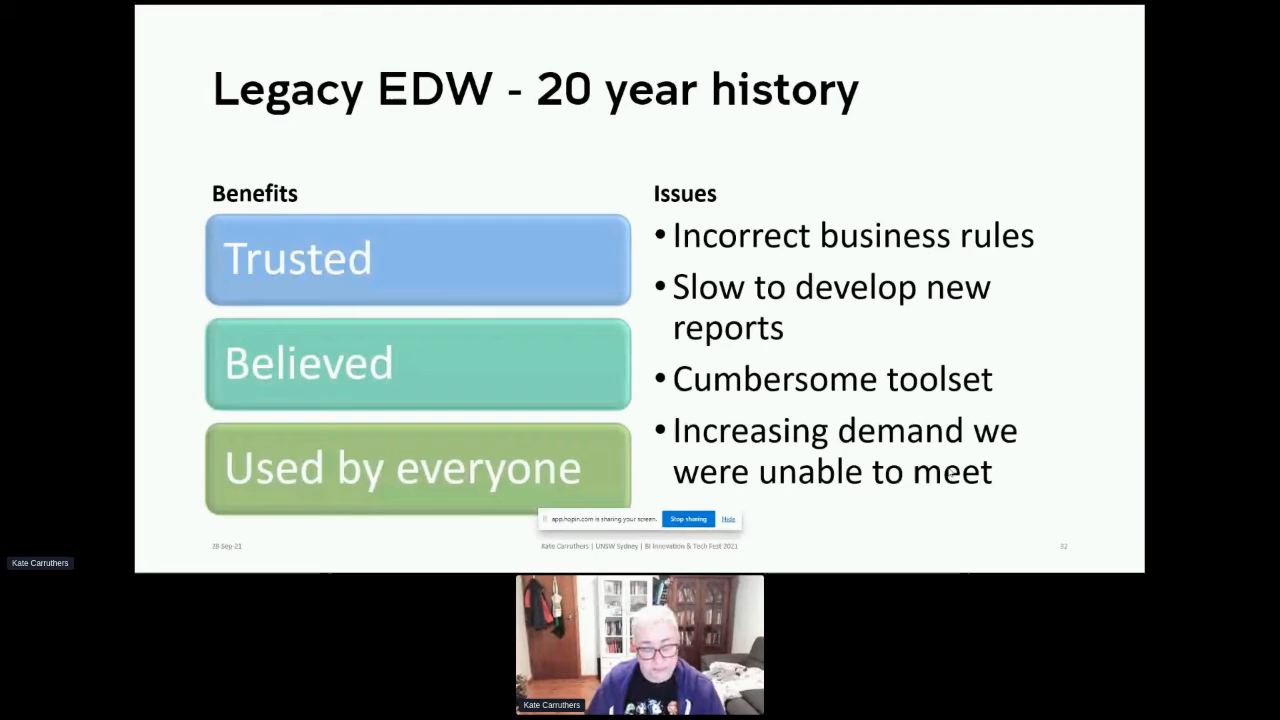 Legacy EDW - 20 year history
Benefits
Trusted
Believed
Used by everyone
Issues
• Incorrect business rules
• Slow to develop new
reports
• Cumbersome toolset
• Increasing demand we
were unable to meet
app.hopin.com is sharing your screen.
Stop sharing
Hide
28-Sep-21
Kate Carruthers | UNSW Sydney | BI Innovation & Tech Fest 2021
32
Kate Carruthers
Kate Carruthers